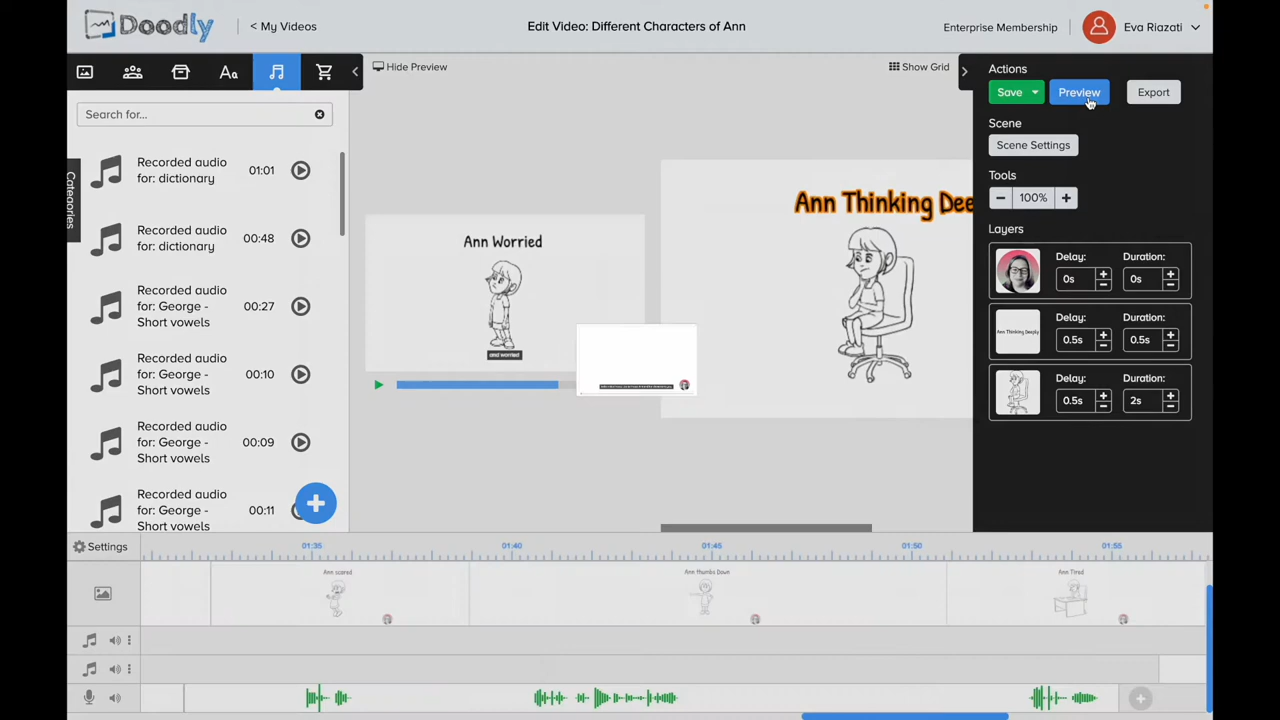 Doodly
< My Videos
Edit Video: Different Characters of Ann
Enterprise Membership
Eva Riazati
Hide Preview
Show Grid
Actions
Save
Preview
Export
Search for...
Scene
Scene Settings
Categories
Recorded audio
for: dictionary
01:01
Recorded audio
for: dictionary
00:48
Recorded audio
for: George -
Short vowels
00:27
Recorded audio
for: George -
Short vowels
00:10
Recorded audio
for: George -
Short vowels
00:09
Recorded audio
for: George -
Short vowels
00:11
Ann Worried
and worried
Ann Thinking Dee
Tools
100%
Layers
Delay:
Duration:
0s
0s
Ann Thinking Deeply
Delay:
Duration:
0.5s
0.5s
Delay:
Duration:
0.5s
2s
Settings
01:35
01:40
01:45
01:50
01:55
Ann scared
Ann thumbs Down
Ann Tired